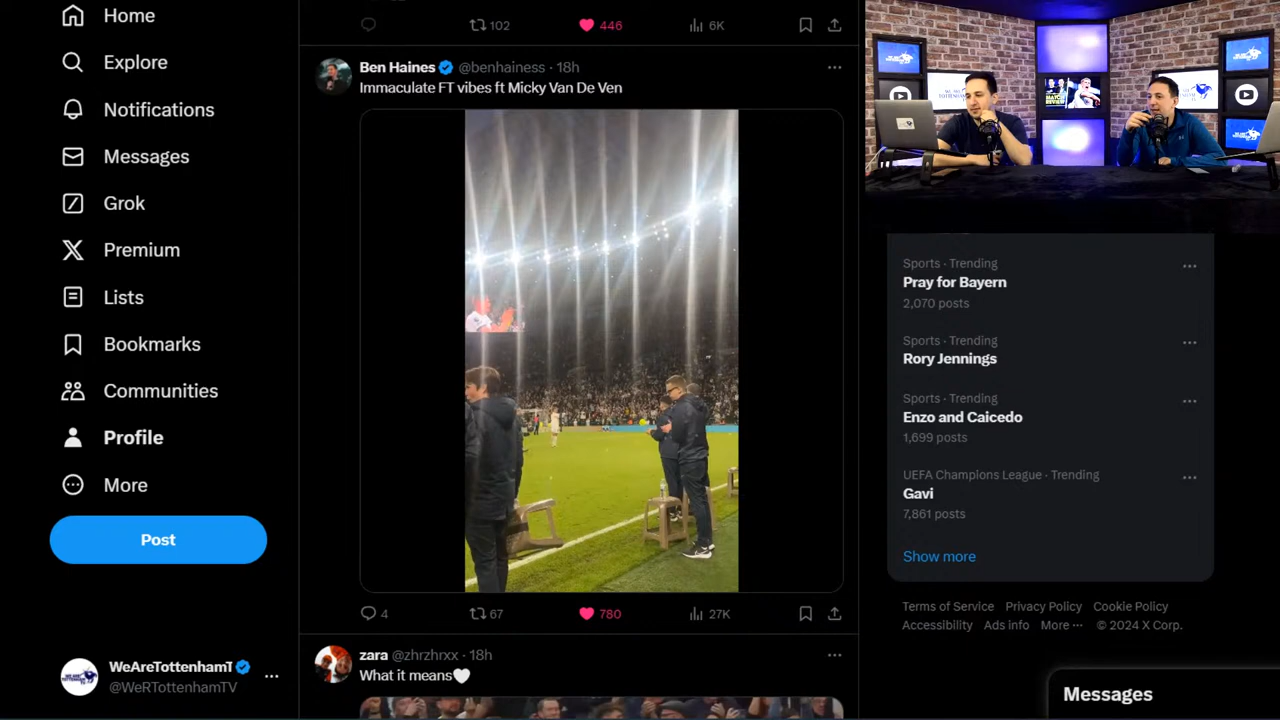 Home
Explore
Notifications
Messages
Grok
Premium
Lists
Bookmarks
Communities
Profile
More
Post
WeAreTottenhamT
@WeRTottenhamTV
102
446
6K
Ben Haines @benhainess · 18h
Immaculate FT vibes ft Micky Van De Ven
4
67
780
27K
zara @zhrzhrxx · 18h
What it means🤍
Sports · Trending
Pray for Bayern
2,070 posts
Sports · Trending
Rory Jennings
Sports · Trending
Enzo and Caicedo
1,699 posts
UEFA Champions League · Trending
Gavi
7,861 posts
Show more
Terms of Service Privacy Policy Cookie Policy
Accessibility Ads info More ··· © 2024 X Corp.
Messages